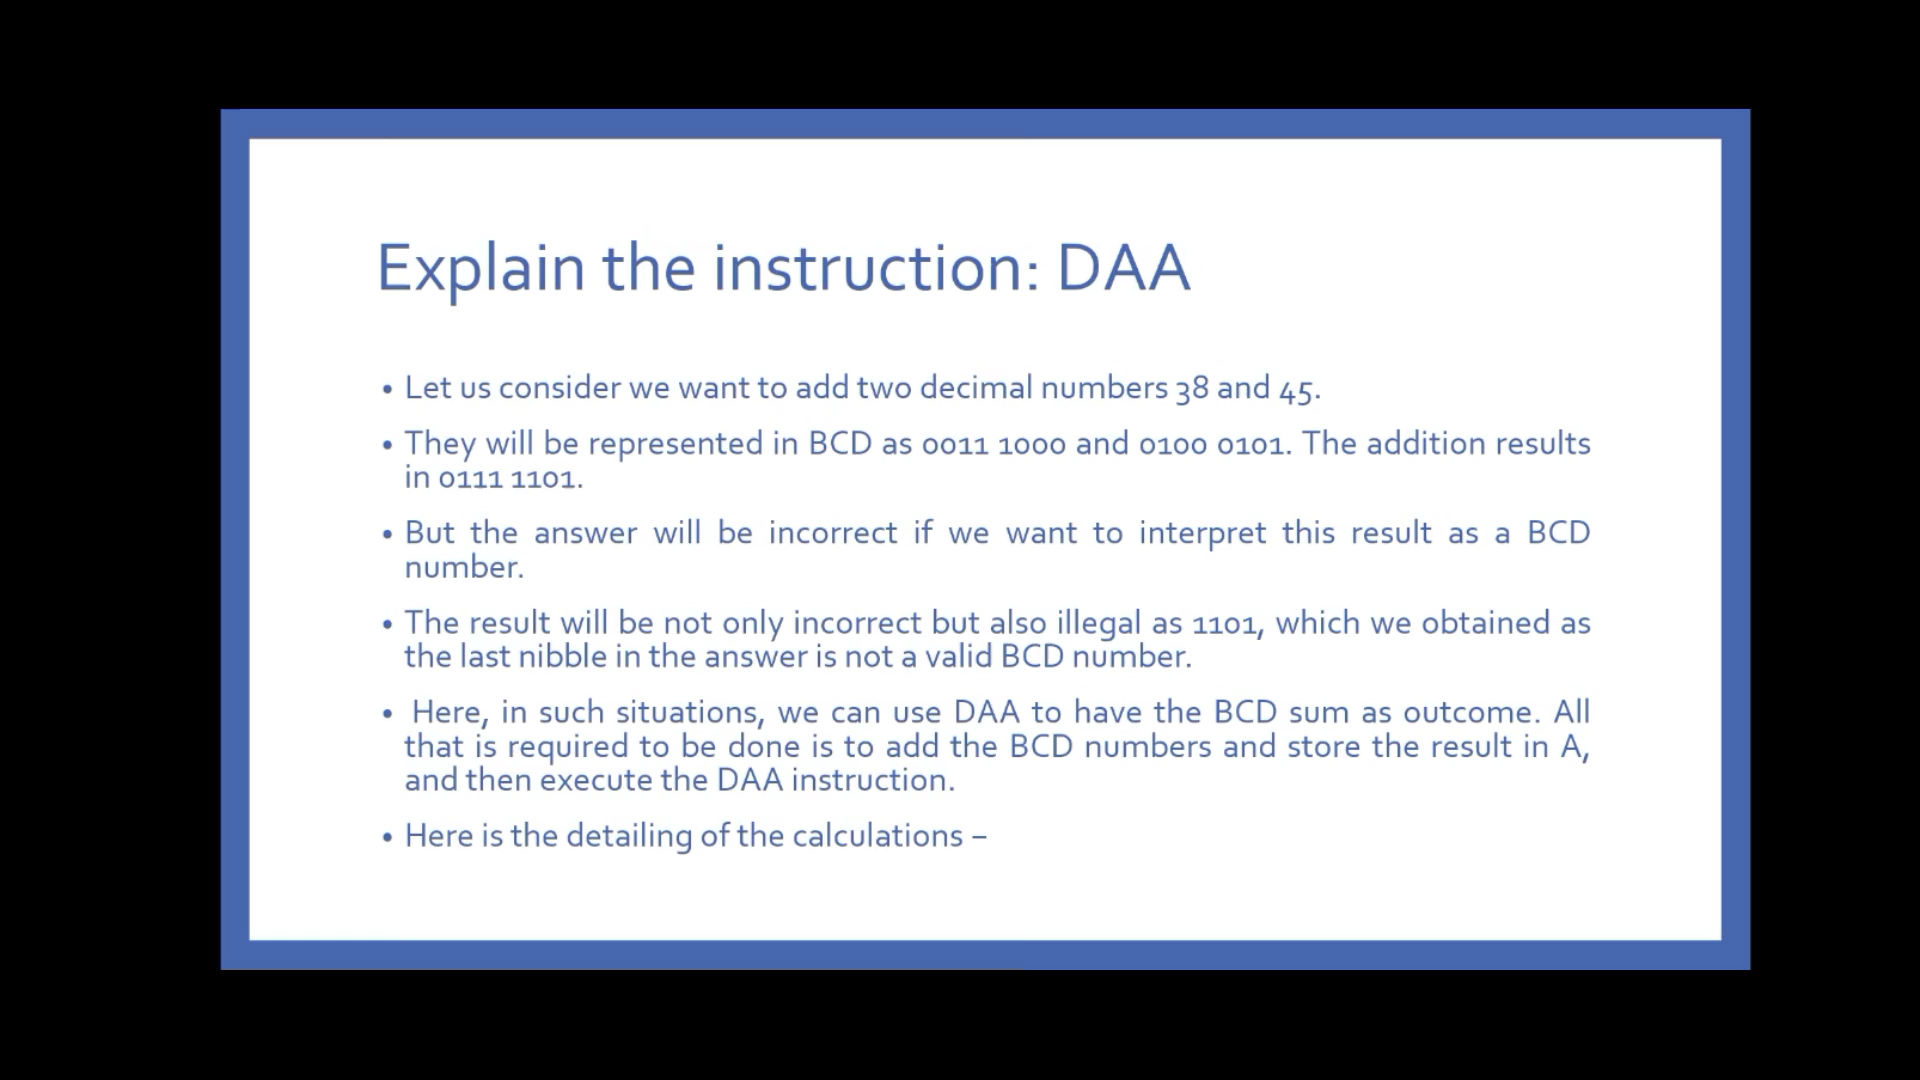 Explain the instruction: DAA
• Let us consider we want to add two decimal numbers 38 and 45.
• They will be represented in BCD as 0011 1000 and 0100 0101. The addition results
in 0111 1101.
• But the answer will be incorrect if we want to interpret this result as a BCD
number.
• The result will be not only incorrect but also illegal as 1101, which we obtained as
the last nibble in the answer is not a valid BCD number.
• Here, in such situations, we can use DAA to have the BCD sum as outcome. All
that is required to be done is to add the BCD numbers and store the result in A,
and then execute the DAA instruction.
• Here is the detailing of the calculations –